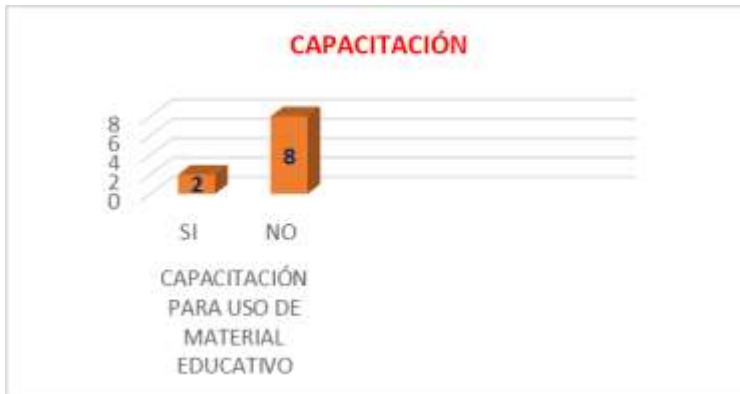 CAPACITACIÓN
8
6
4
2
0
2
8
SI NO
CAPACITACIÓN
PARA USO DE
MATERIAL
EDUCATIVO